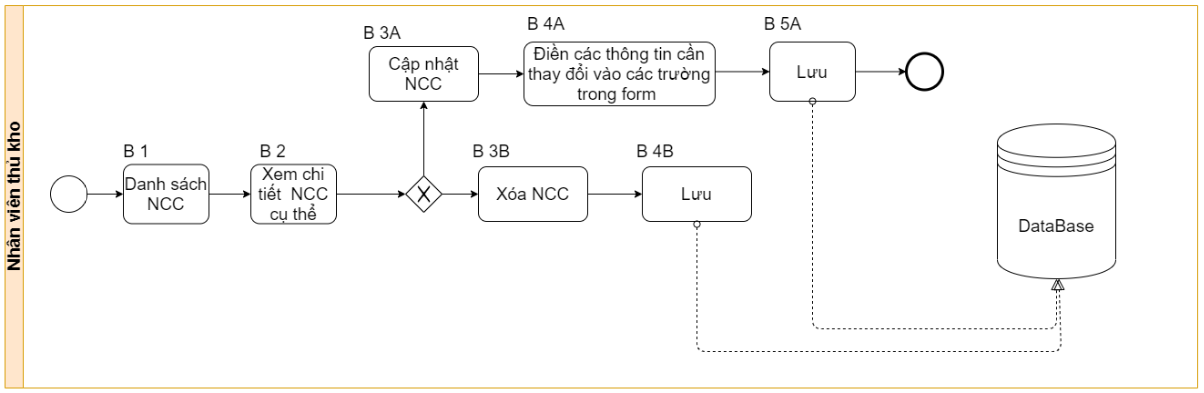 Nhân viên thủ kho
B 1
Danh sách
NCC
B 2
Xem chi
tiết NCC
cụ thể
X
B 3A
Cập nhật
NCC
B 4A
Điền các thông tin cần
thay đổi vào các trường
trong form
B 5A
Lưu
B 3B
Xóa NCC
B 4B
Lưu
DataBase